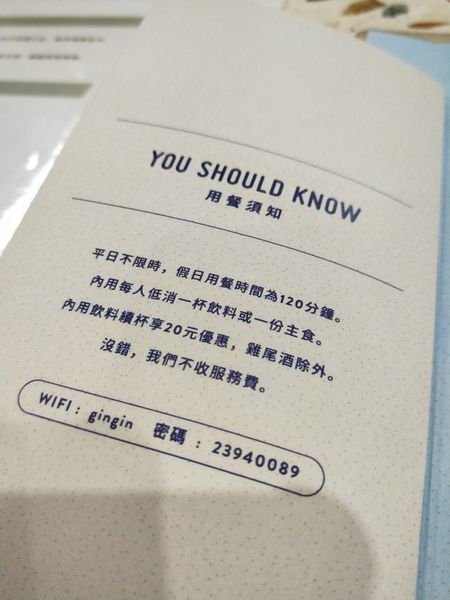 YOU SHOULD KNOW
用餐須知
平日不限時，假日用餐時間為120分鐘。
內用每人低消一杯飲料或一份主食。
內用飲料續杯享20元優惠，雞尾酒除外。
沒錯，我們不收服務費。
WIFI : gingin 密碼 : 23940089